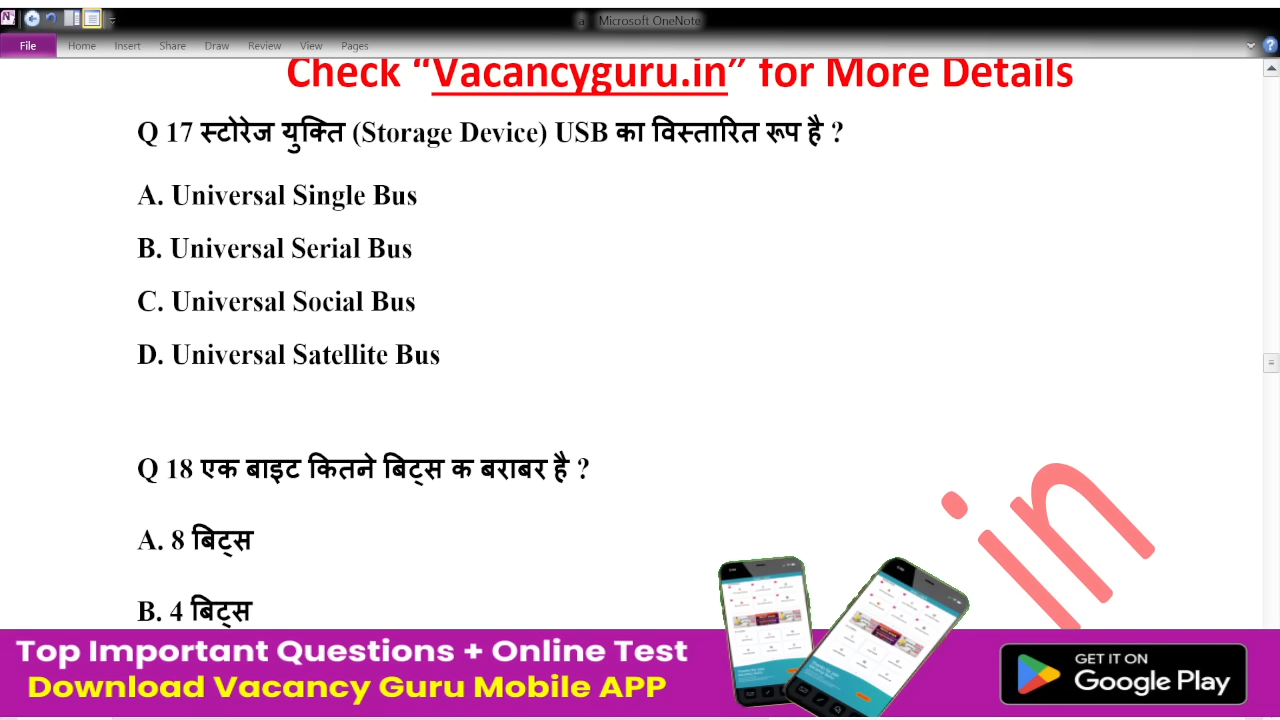 a Microsoft OneNote
File Home Insert Share Draw Review View Pages
Check “Vacancyguru.in” for More Details
Q 17 स्टोरेज युक्ति (Storage Device) USB का विस्तारित रूप है ?
A. Universal Single Bus
B. Universal Serial Bus
C. Universal Social Bus
D. Universal Satellite Bus
Q 18 एक बाइट कितने बिट्स क बराबर है ?
A. 8 बिट्स
B. 4 बिट्स
in
Top Important Questions + Online Test
Download Vacancy Guru Mobile APP
GET IT ON
Google Play